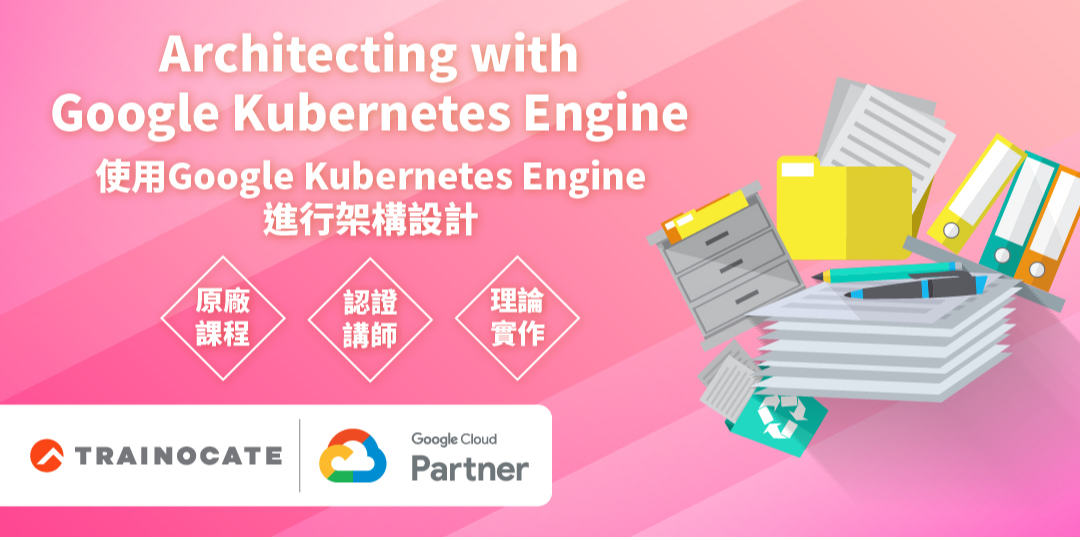 Architecting with
Google Kubernetes Engine
使用Google Kubernetes Engine
進行架構設計
原廠
課程
認證
講師
理論
實作
TRAINOCATE
Google Cloud
Partner